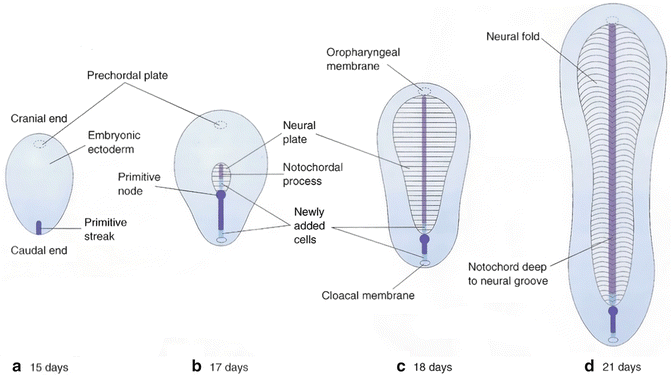 Neural fold
Oropharyngeal
membrane
Prechordal plate
Cranial end
Embryonic
ectoderm
Neural
plate
Notochordal
process
Primitive
node
Newly
added
cells
Primitive
streak
Caudal end
Notochord deep
to neural groove
Cloacal membrane
a 15 days
b 17 days
c 18 days
d 21 days